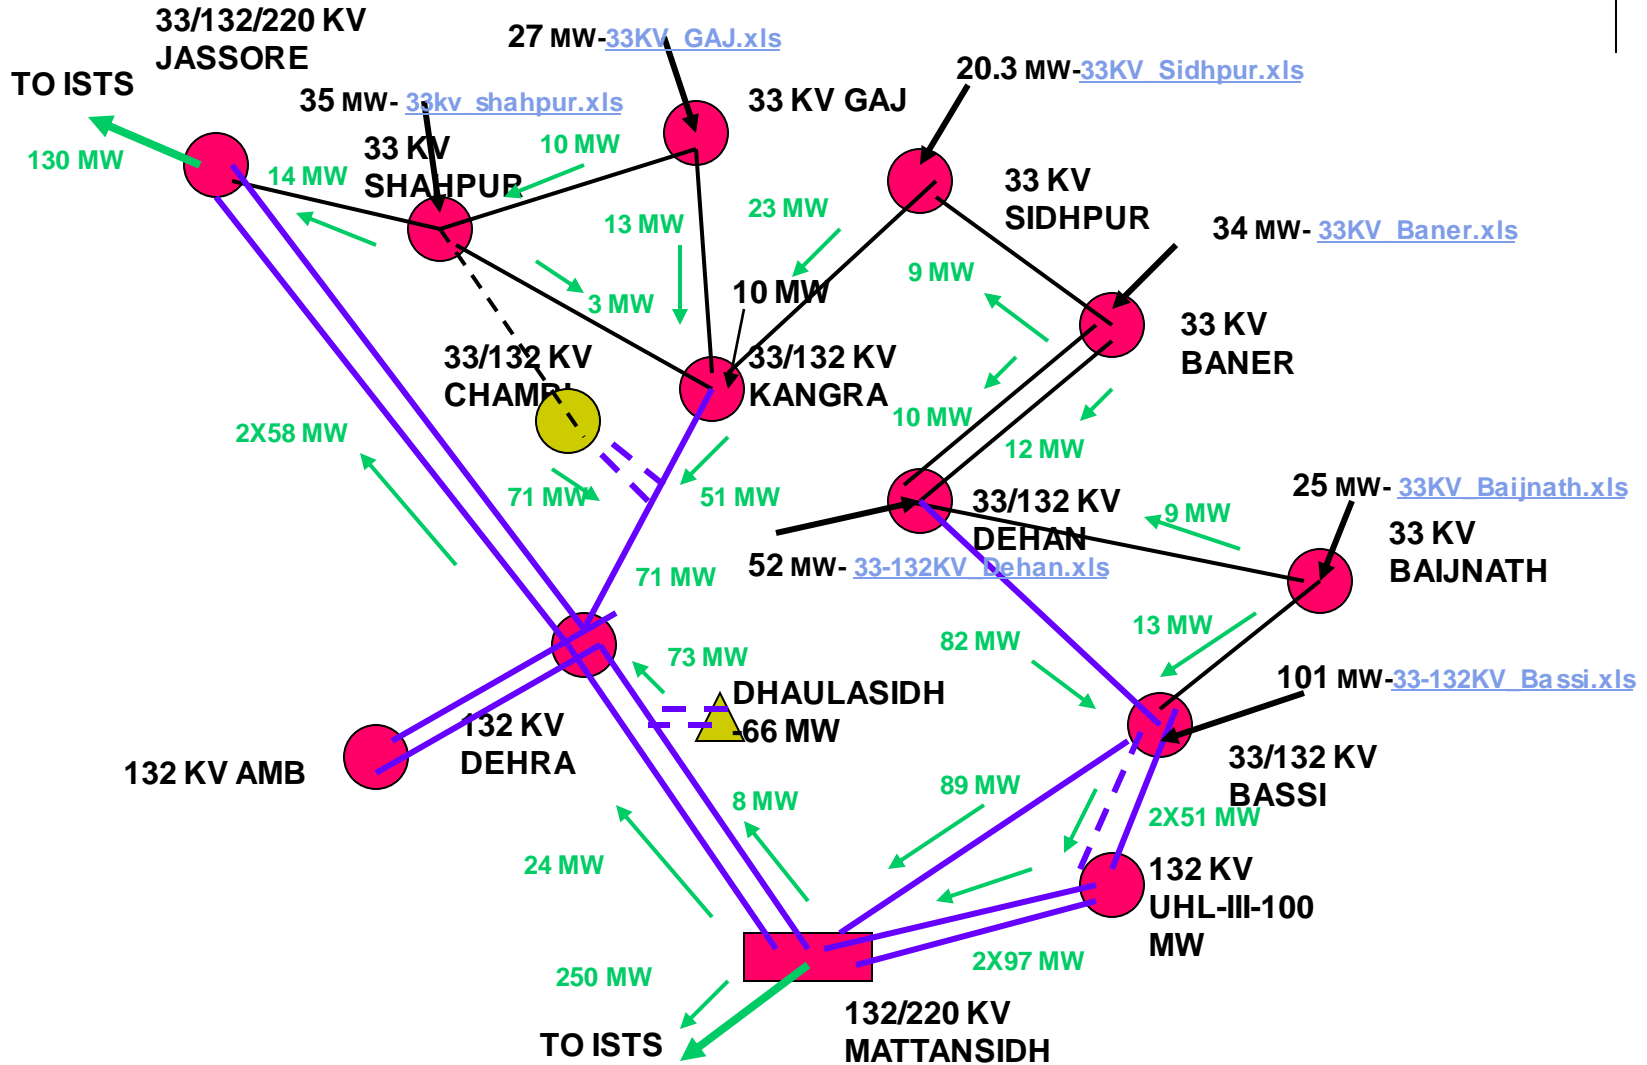 33/132/220 KV
JASSORE
27 MW-33KV_GAJ.xls
TO ISTS
20.3 MW-33KV_Sidhpur.xls
35 MW- 33kv_shahpur.xls
33 KV GAJ
130 MW
14 MW
33 KV
SHAHPUR
10 MW
33 KV
SIDHPUR
13 MW
23 MW
34 MW- 33KV_Baner.xls
9 MW
3 MW
10 MW
33 KV
BANER
33/132 KV
CHAMBI
33/132 KV
KANGRA
2X58 MW
10 MW
12 MW
71 MW
51 MW
33/132 KV
DEHAN
25 MW- 33KV_Baijnath.xls
9 MW
33 KV
BAIJNATH
52 MW- 33-132KV_Dehan.xls
71 MW
82 MW
13 MW
73 MW
DHAULASIDH
-66 MW
101 MW-33-132KV_Bassi.xls
132 KV
DEHRA
132 KV AMB
33/132 KV
BASSI
8 MW
89 MW
2X51 MW
24 MW
132 KV
UHL-III-100
MW
250 MW
2X97 MW
TO ISTS
132/220 KV
MATTANSIDH